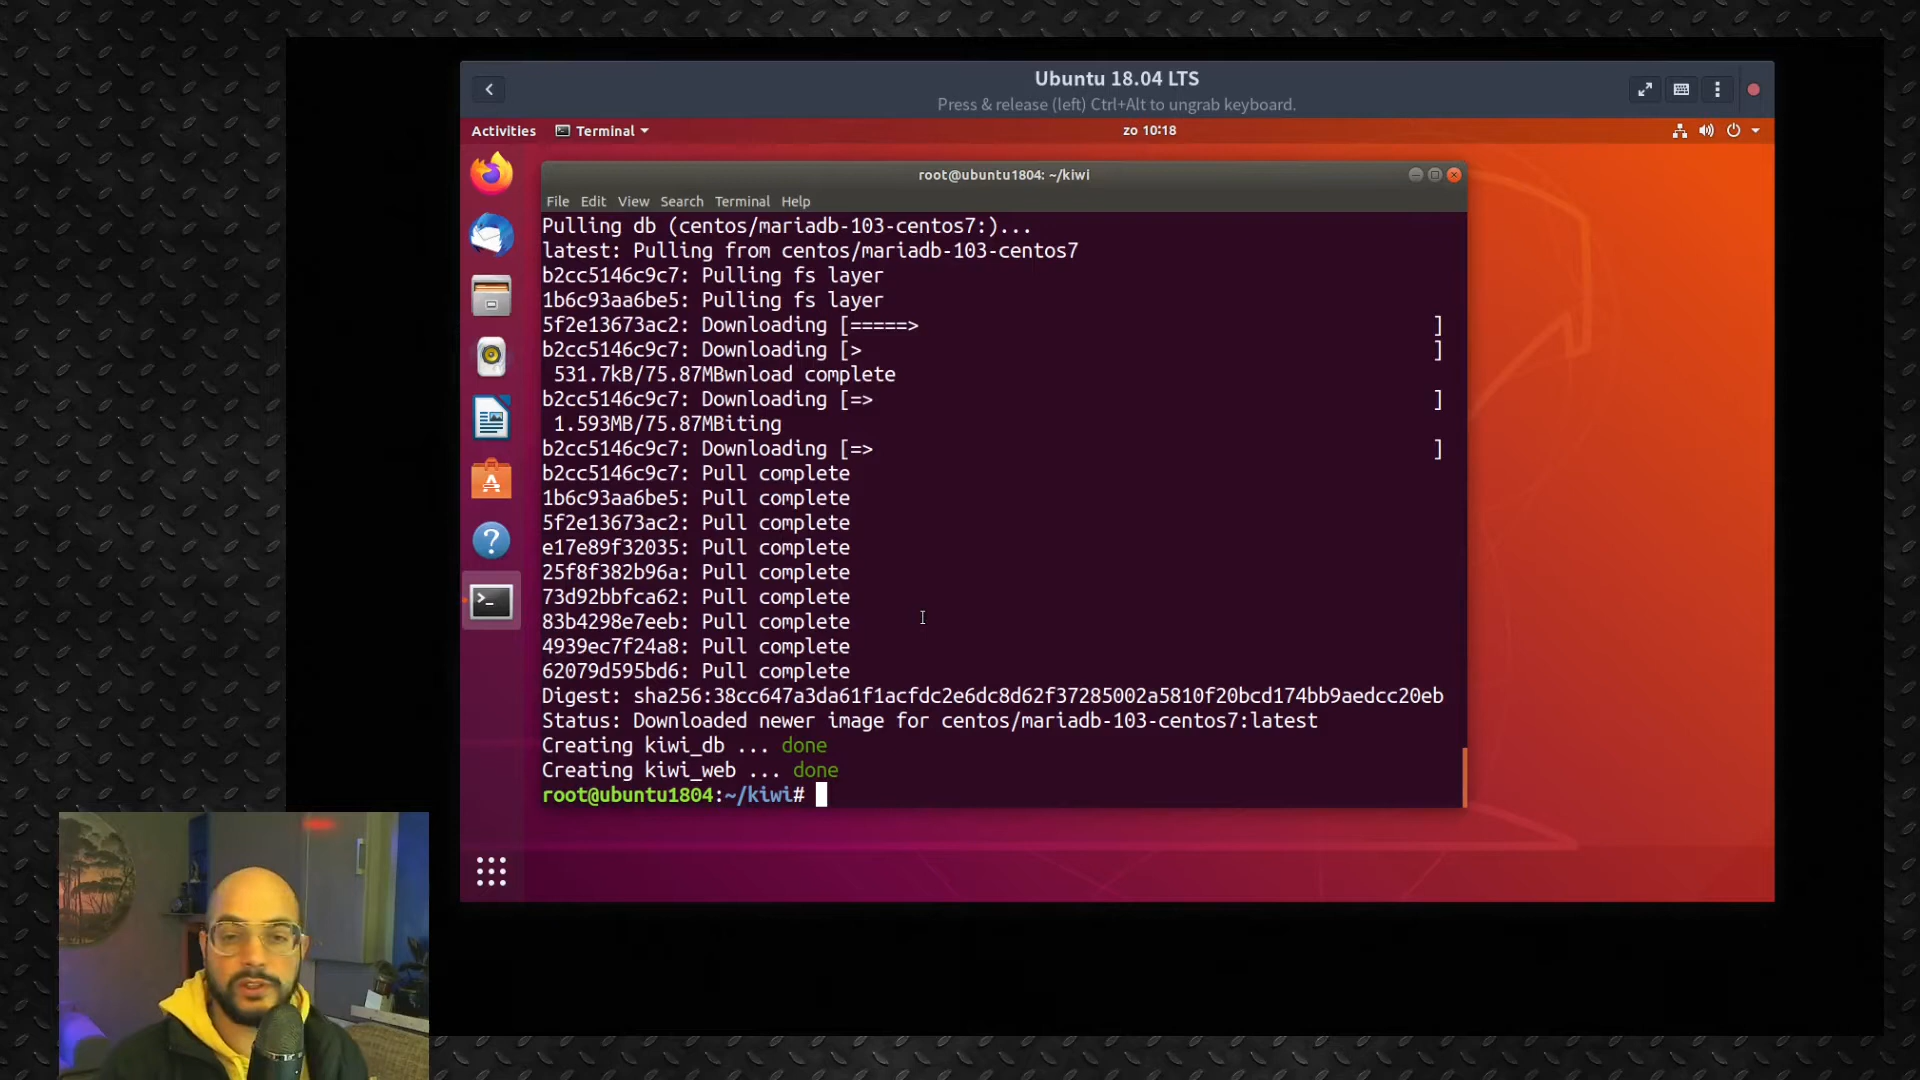 Ubuntu 18.04 LTS
Press & release (left) Ctrl+Alt to ungrab keyboard.
Activities Terminal zo 10:18
root@ubuntu1804: ~/kiwi
File Edit View Search Terminal Help
Pulling db (centos/mariadb-103-centos7:)...
latest: Pulling from centos/mariadb-103-centos7
b2cc5146c9c7: Pulling fs layer
1b6c93aa6be5: Pulling fs layer
5f2e13673ac2: Downloading [=====> ]
b2cc5146c9c7: Downloading [> ]
531.7kB/75.87MBwnload complete
b2cc5146c9c7: Downloading [=> ]
1.593MB/75.87MBiting
b2cc5146c9c7: Downloading [=> ]
b2cc5146c9c7: Pull complete
1b6c93aa6be5: Pull complete
5f2e13673ac2: Pull complete
e17e89f32035: Pull complete
25f8f382b96a: Pull complete
73d92bbfca62: Pull complete
83b4298e7eeb: Pull complete
4939ec7f24a8: Pull complete
62079d595bd6: Pull complete
Digest: sha256:38cc647a3da61f1acfdc2e6dc8d62f37285002a5810f20bcd174bb9aedcc20eb
Status: Downloaded newer image for centos/mariadb-103-centos7:latest
Creating kiwi_db ... done
Creating kiwi_web ... done
root@ubuntu1804:~/kiwi#